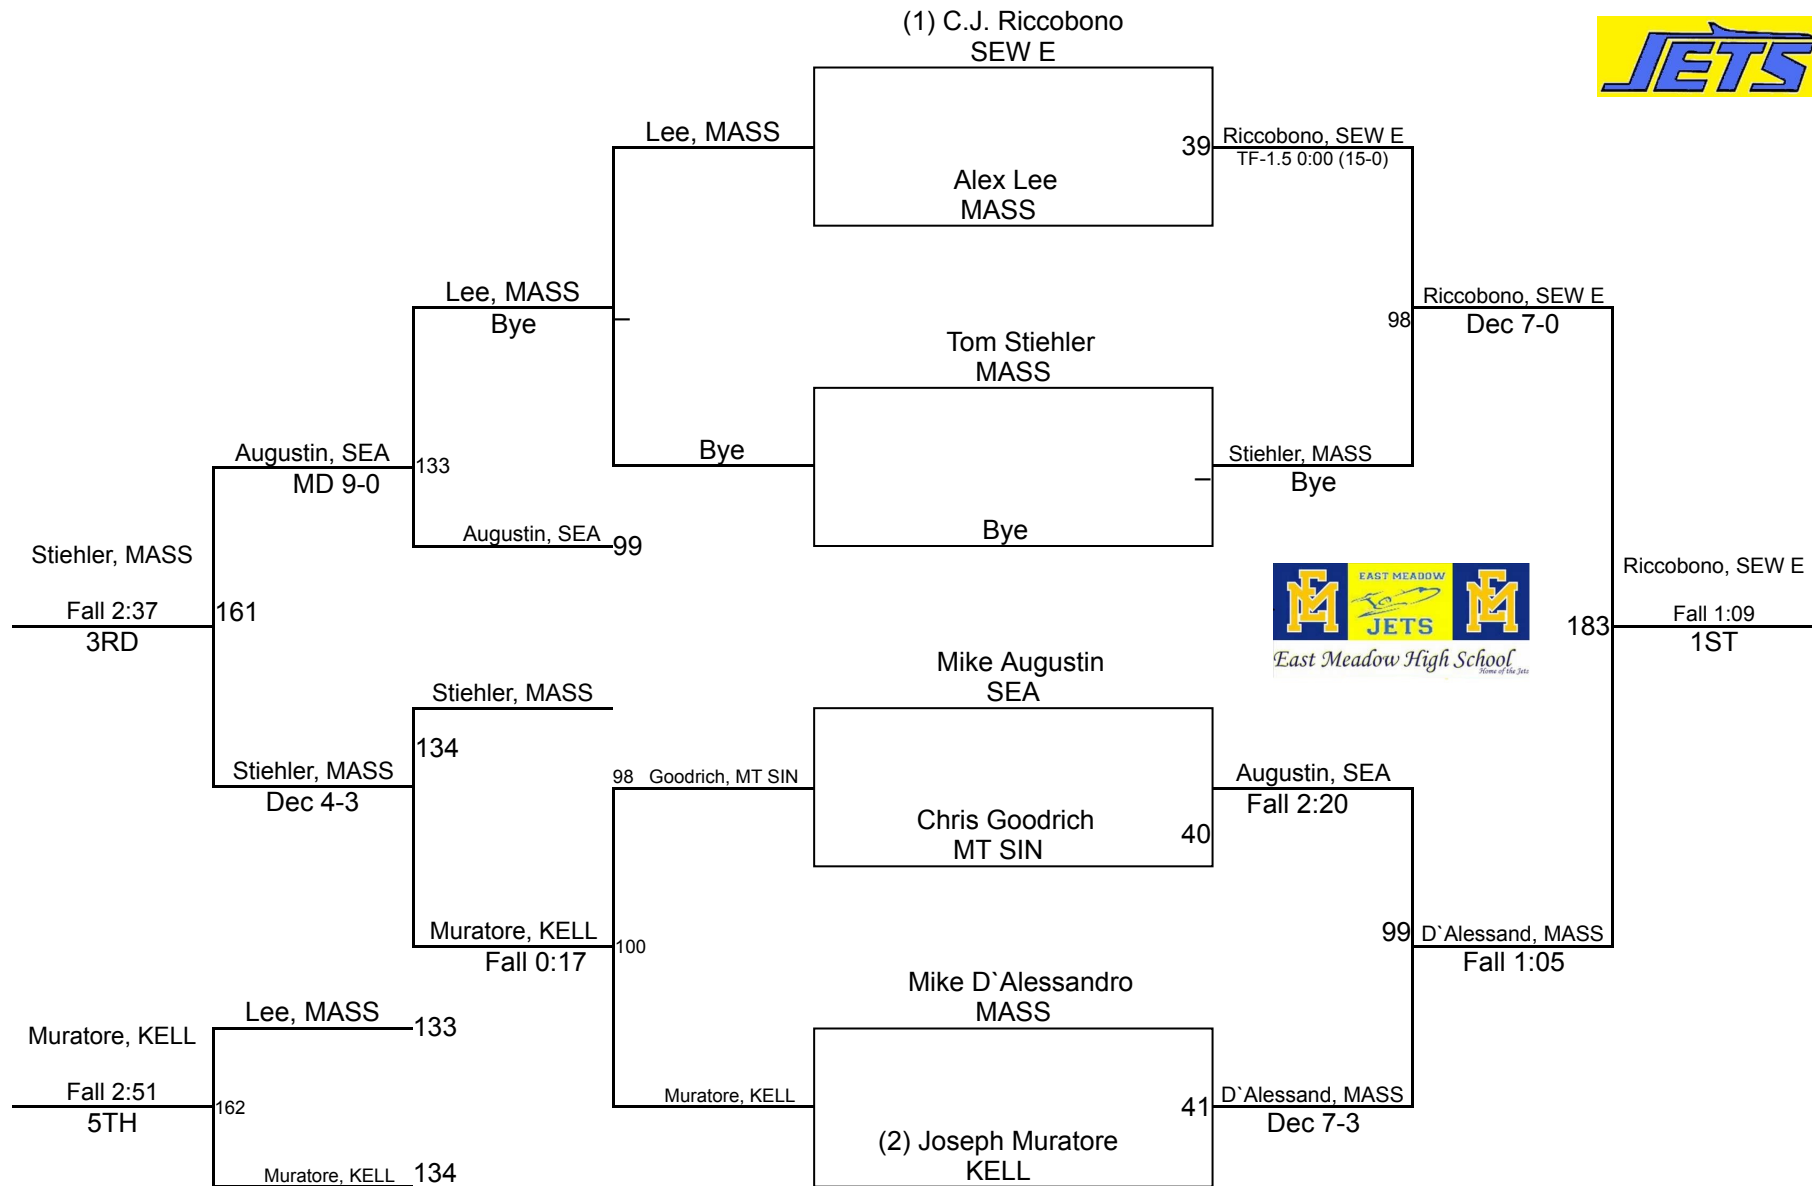 (1) C.J. Riccobono
SEW E
JETS
Lee, MASS
39
Riccobono, SEW E
TF-1.5 0:00 (15-0)
Alex Lee
MASS
Lee, MASS
Bye
Riccobono, SEW E
98
Dec 7-0
Tom Stiehler
MASS
Augustin, SEA
133
MD 9-0
Bye
Stiehler, MASS
Bye
Augustin, SEA
99
Bye
Stiehler, MASS
Fall 2:37
161
3RD
EAST MEADOW
EM
EM
JETS
East Meadow High School
Home of the Jets
Riccobono, SEW E
183
Fall 1:09
1ST
Mike Augustin
SEA
Stiehler, MASS
134
Stiehler, MASS
Dec 4-3
98
Goodrich, MT SIN
Augustin, SEA
Fall 2:20
Chris Goodrich
MT SIN
40
Muratore, KELL
100
Fall 0:17
99
D`Alessand, MASS
Fall 1:05
Mike D`Alessandro
MASS
Lee, MASS
133
Muratore, KELL
Fall 2:51
162
5TH
Muratore, KELL
41
D`Alessand, MASS
Dec 7-3
(2) Joseph Muratore
KELL
Muratore, KELL
134